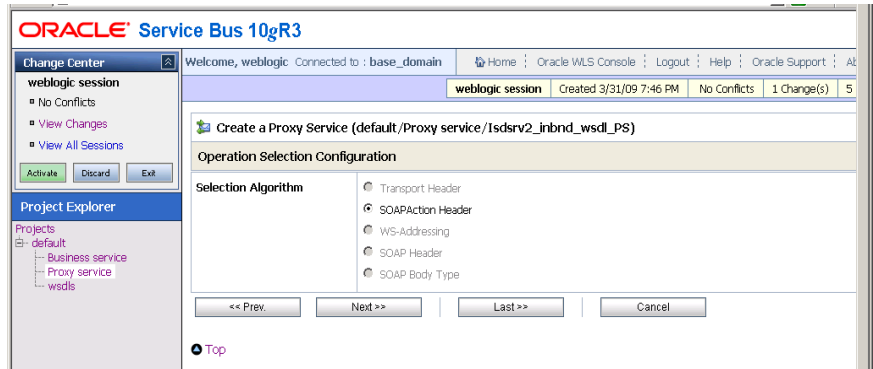 ORACLE Service Bus 10gR3
Change Center
weblogic session
No Conflicts
View Changes
View All Sessions
Activate Discard Exit
Project Explorer
Projects
default
Business service
Proxy service
wsdls
Welcome, weblogic Connected to : base_domain Home Oracle WLS Console Logout Help Oracle Support
weblogic session Created 3/31/09 7:46 PM No Conflicts 1 Change(s) 5
Create a Proxy Service (default/Proxy service/Isdsrv2_inbnd_wsdl_PS)
Operation Selection Configuration
Selection Algorithm
Transport Header
SOAPAction Header
WS-Addressing
SOAP Header
SOAP Body Type
<< Prev. Next >> Last >> Cancel
Top